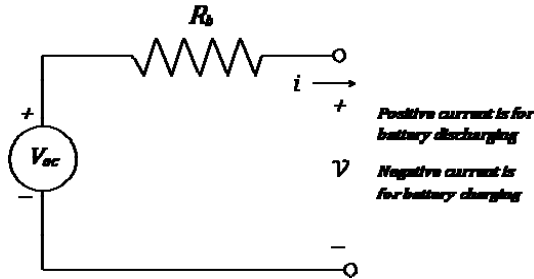 R_b
i
+
+
Positive current is for
battery discharging
V_oc
V
Negative current is
for battery charging
−
−